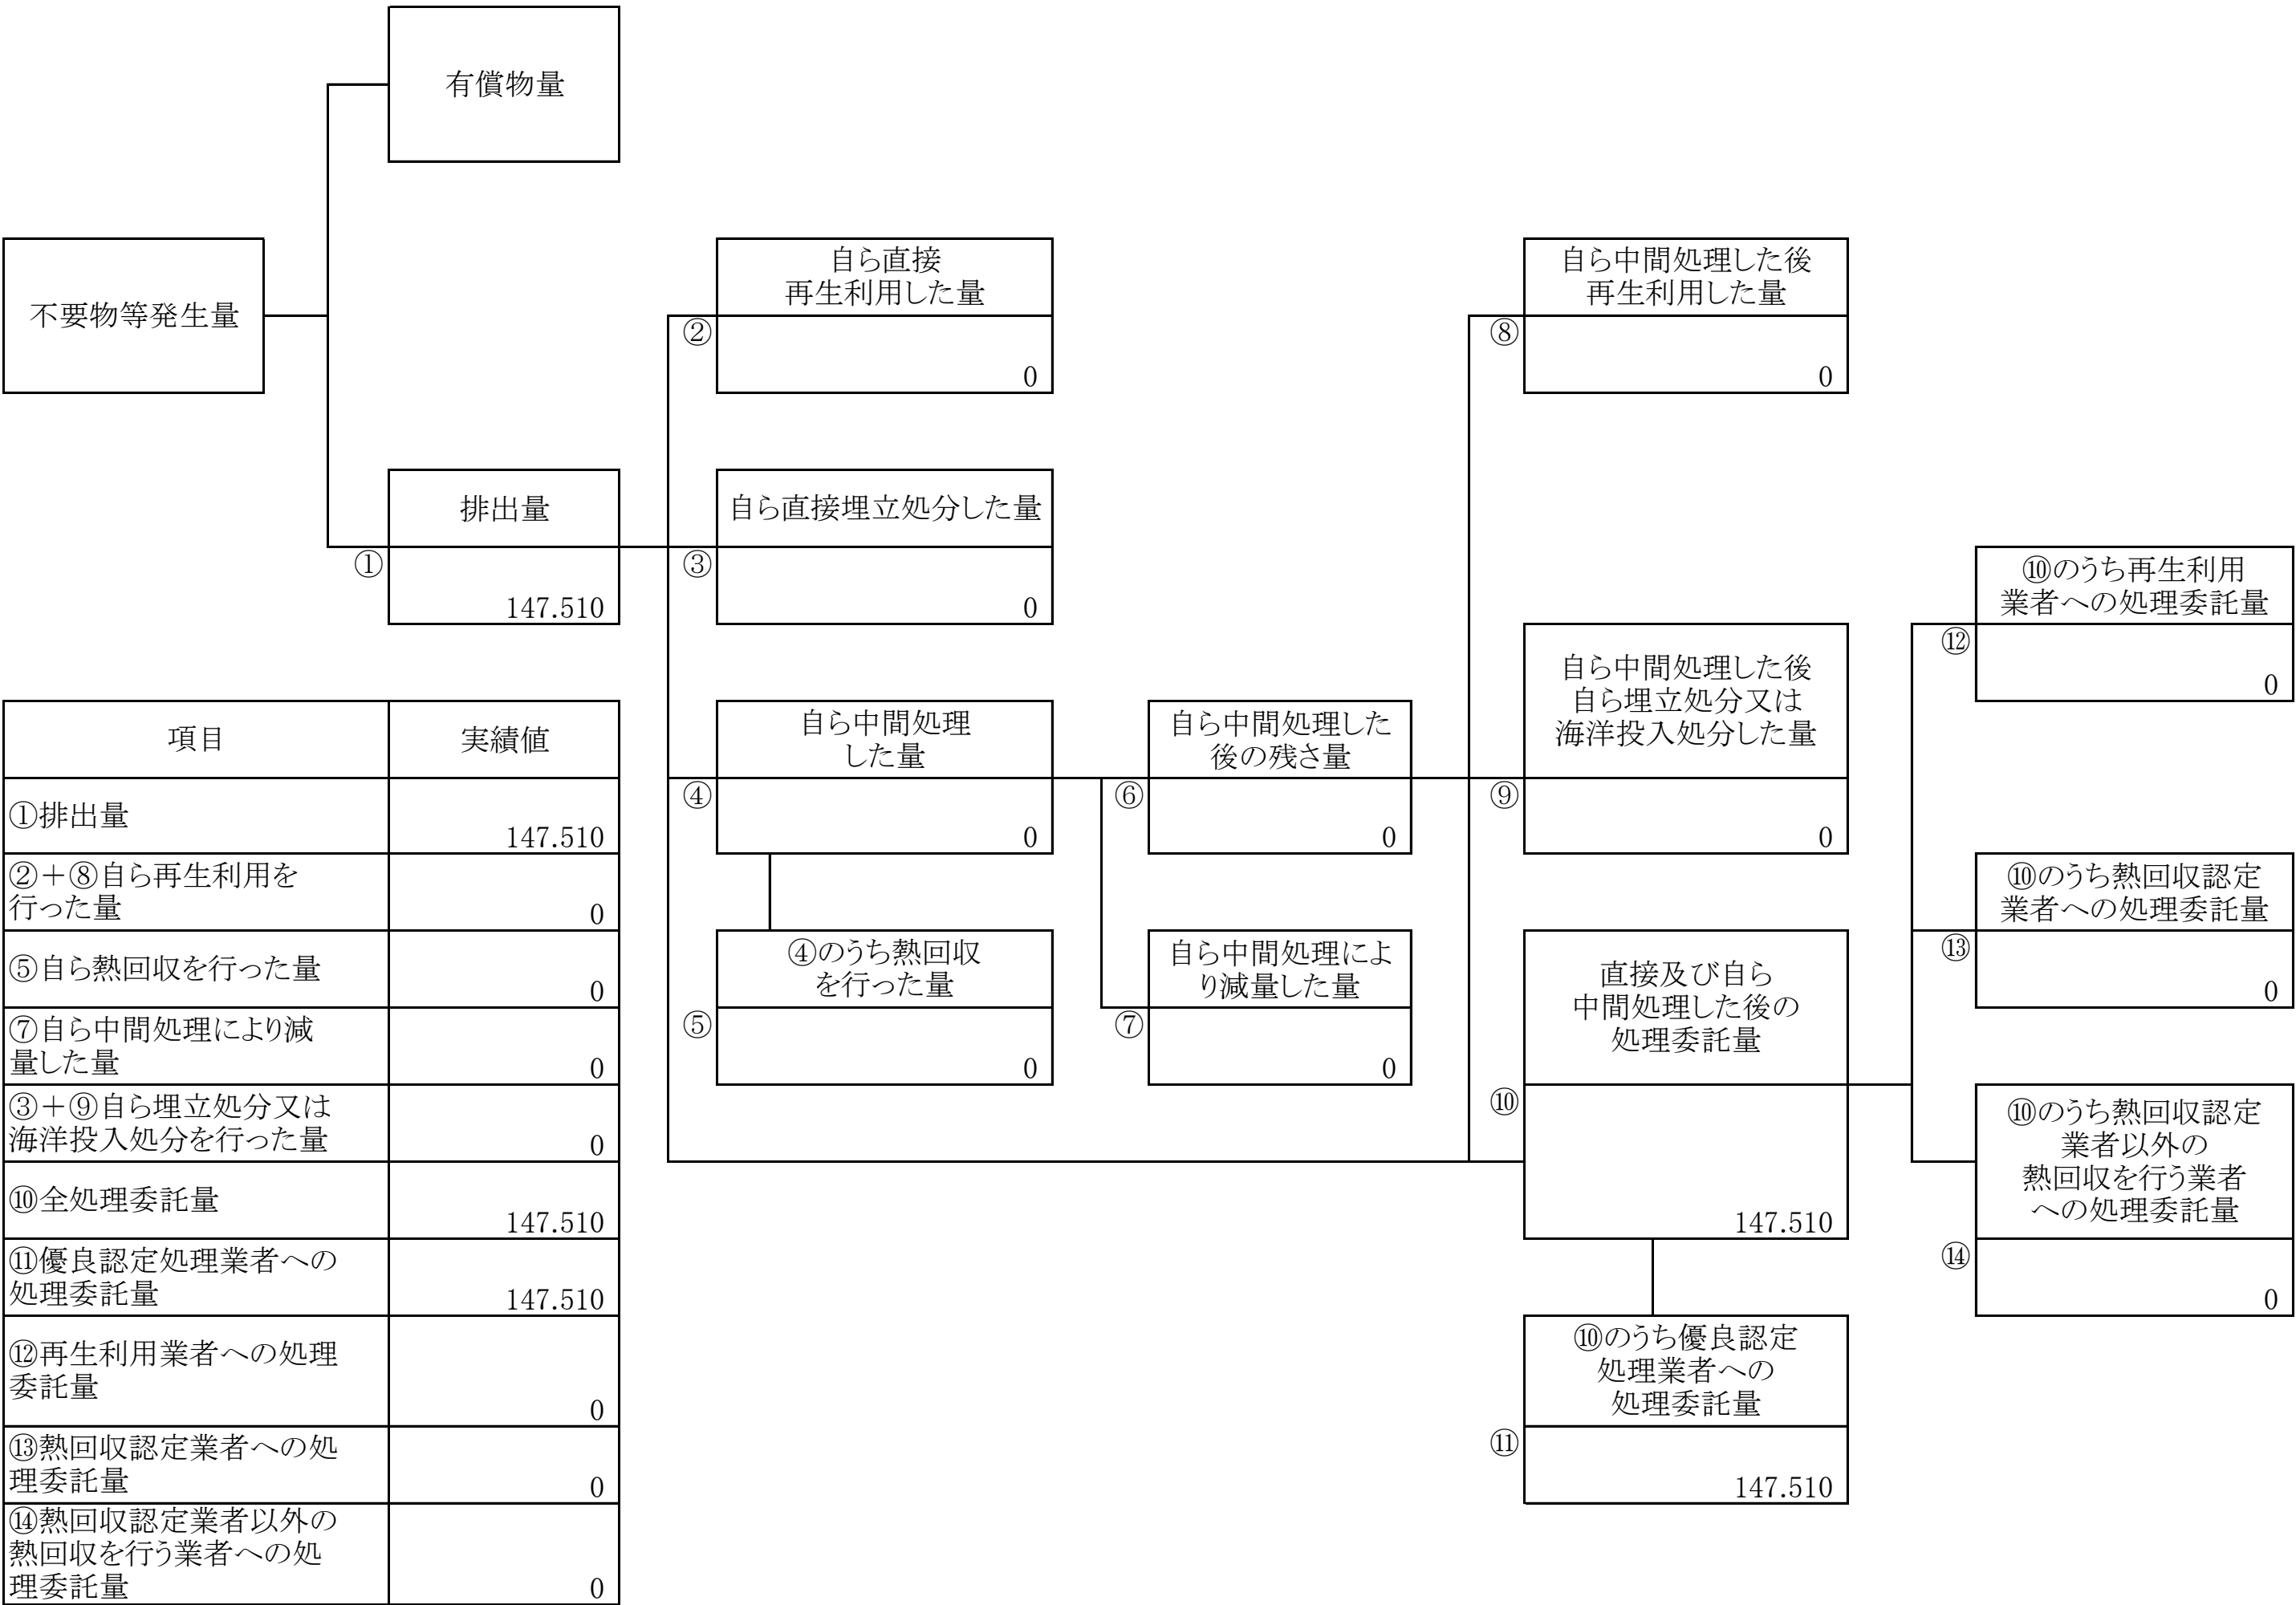 有償物量
不要物等発生量
自ら直接
再生利用した量
②
0
自ら中間処理した後
再生利用した量
⑧
0
排出量
①
147.510
自ら直接埋立処分した量
③
0
⑩のうち再生利用
業者への処理委託量
⑫
0
自ら中間処理
した量
④
0
自ら中間処理した
後の残さ量
⑥
0
自ら中間処理した後
自ら埋立処分又は
海洋投入処分した量
⑨
0
⑩のうち熱回収認定
業者への処理委託量
⑬
0
④のうち熱回収
を行った量
⑤
0
自ら中間処理によ
り減量した量
⑦
0
直接及び自ら
中間処理した後の
処理委託量
⑩
147.510
⑩のうち熱回収認定
業者以外の
熱回収を行う業者
への処理委託量
⑭
0
⑩のうち優良認定
処理業者への
処理委託量
⑪
147.510
項目
実績値
①排出量
147.510
②+⑧自ら再生利用を
行った量
0
⑤自ら熱回収を行った量
0
⑦自ら中間処理により減
量した量
0
③+⑨自ら埋立処分又は
海洋投入処分を行った量
0
⑩全処理委託量
147.510
⑪優良認定処理業者への
処理委託量
147.510
⑫再生利用業者への処理
委託量
0
⑬熱回収認定業者への処
理委託量
0
⑭熱回収認定業者以外の
熱回収を行う業者への処
理委託量
0